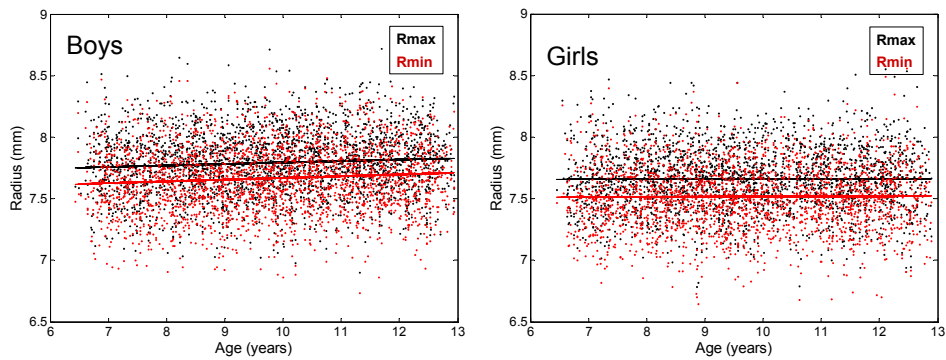 Boys
Rmax
Rmin
9
8.5
8
7.5
7
6.5
Radius (mm)
6 7 8 9 10 11 12 13
Age (years)
Girls
Rmax
Rmin
9
8.5
8
7.5
7
6.5
Radius (mm)
6 7 8 9 10 11 12 13
Age (years)